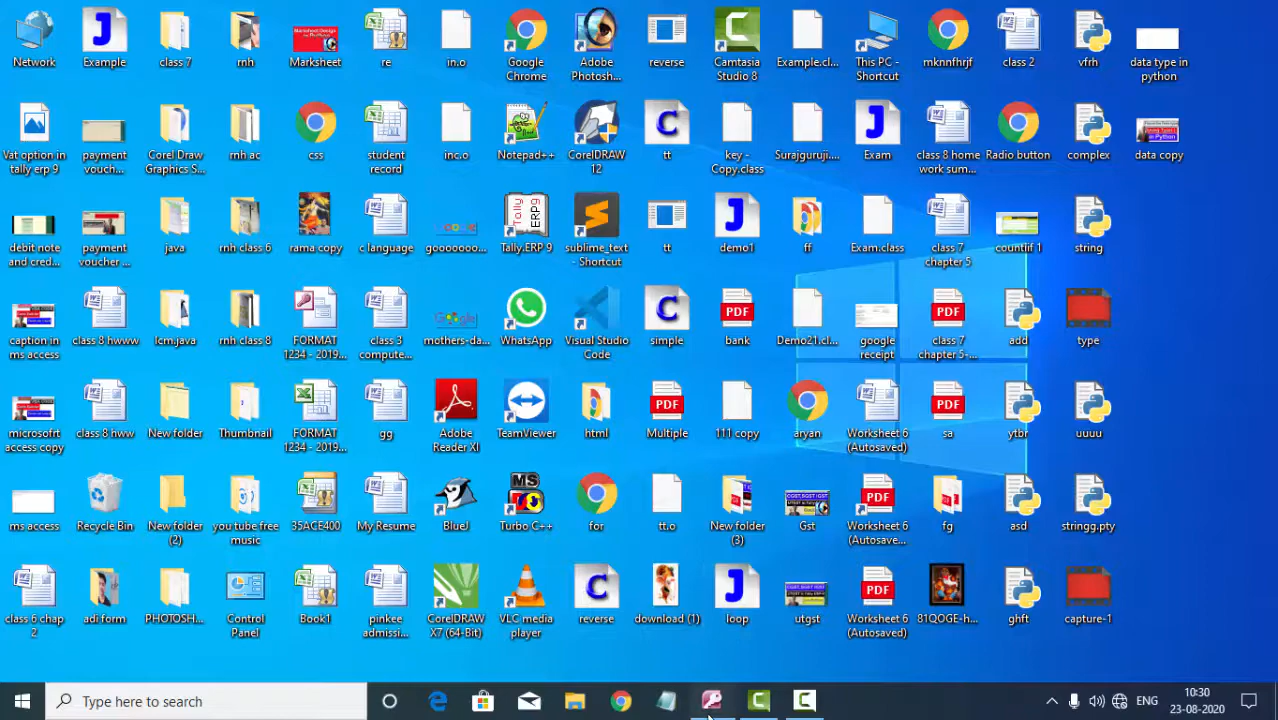 Network
Example
class 7
rnh
Marksheet
re
in.o
Google Chrome
Adobe Photosh...
reverse
Camtasia Studio 8
Example.cl...
This PC - Shortcut
mknnfhrjf
class 2
vfrh
data type in python
Vat option in tally erp 9
payment vouch...
Corel Draw Graphics S...
rnh ac
css
student record
inc.o
Notepad++
CorelDRAW 12
tt
key - Copy.class
Surajguruji....
Exam
class 8 home work sum...
Radio button
complex
data copy
debit note and cred...
payment voucher ...
java
rnh class 6
rama copy
c language
gooooooo...
Tally.ERP 9
sublime_text - Shortcut
tt
demo1
ff
Exam.class
class 7 chapter 5
countiif 1
string
caption in ms access
class 8 hwww
lcm.java
rnh class 8
FORMAT 1234 - 2019...
class 3 compute...
mothers-da...
WhatsApp
Visual Studio Code
simple
bank
Demo21.cl...
google receipt
class 7 chapter 5-...
add
type
microsofrt access copy
class 8 hww
New folder
Thumbnail
FORMAT 1234 - 2019...
gg
Adobe Reader XI
TeamViewer
html
Multiple
111 copy
aryan
Worksheet 6 (Autosaved)
sa
ytbr
uuuu
ms access
Recycle Bin
New folder (2)
you tube free music
35ACE400
My Resume
BlueJ
Turbo C++
for
tt.o
New folder (3)
Gst
Worksheet 6 (Autosave...
fg
asd
stringg.pty
class 6 chap 2
adi form
PHOTOSH...
Control Panel
Book1
pinkee admissi...
CorelDRAW X7 (64-Bit)
VLC media player
reverse
download (1)
loop
utgst
Worksheet 6 (Autosaved)
81QOGE-h...
ghft
capture-1
Type here to search
ENG
10:30
23-08-2020